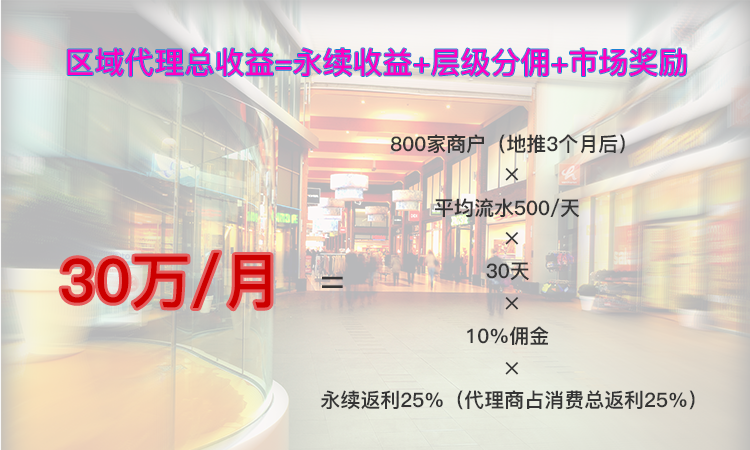 区域代理总收益=永续收益+层级分佣+市场奖励
800家商户（地推3个月后）
×
平均流水500/天
×
30万/月
=
30天
×
10%佣金
×
永续返利25%（代理商占消费总返利25%）